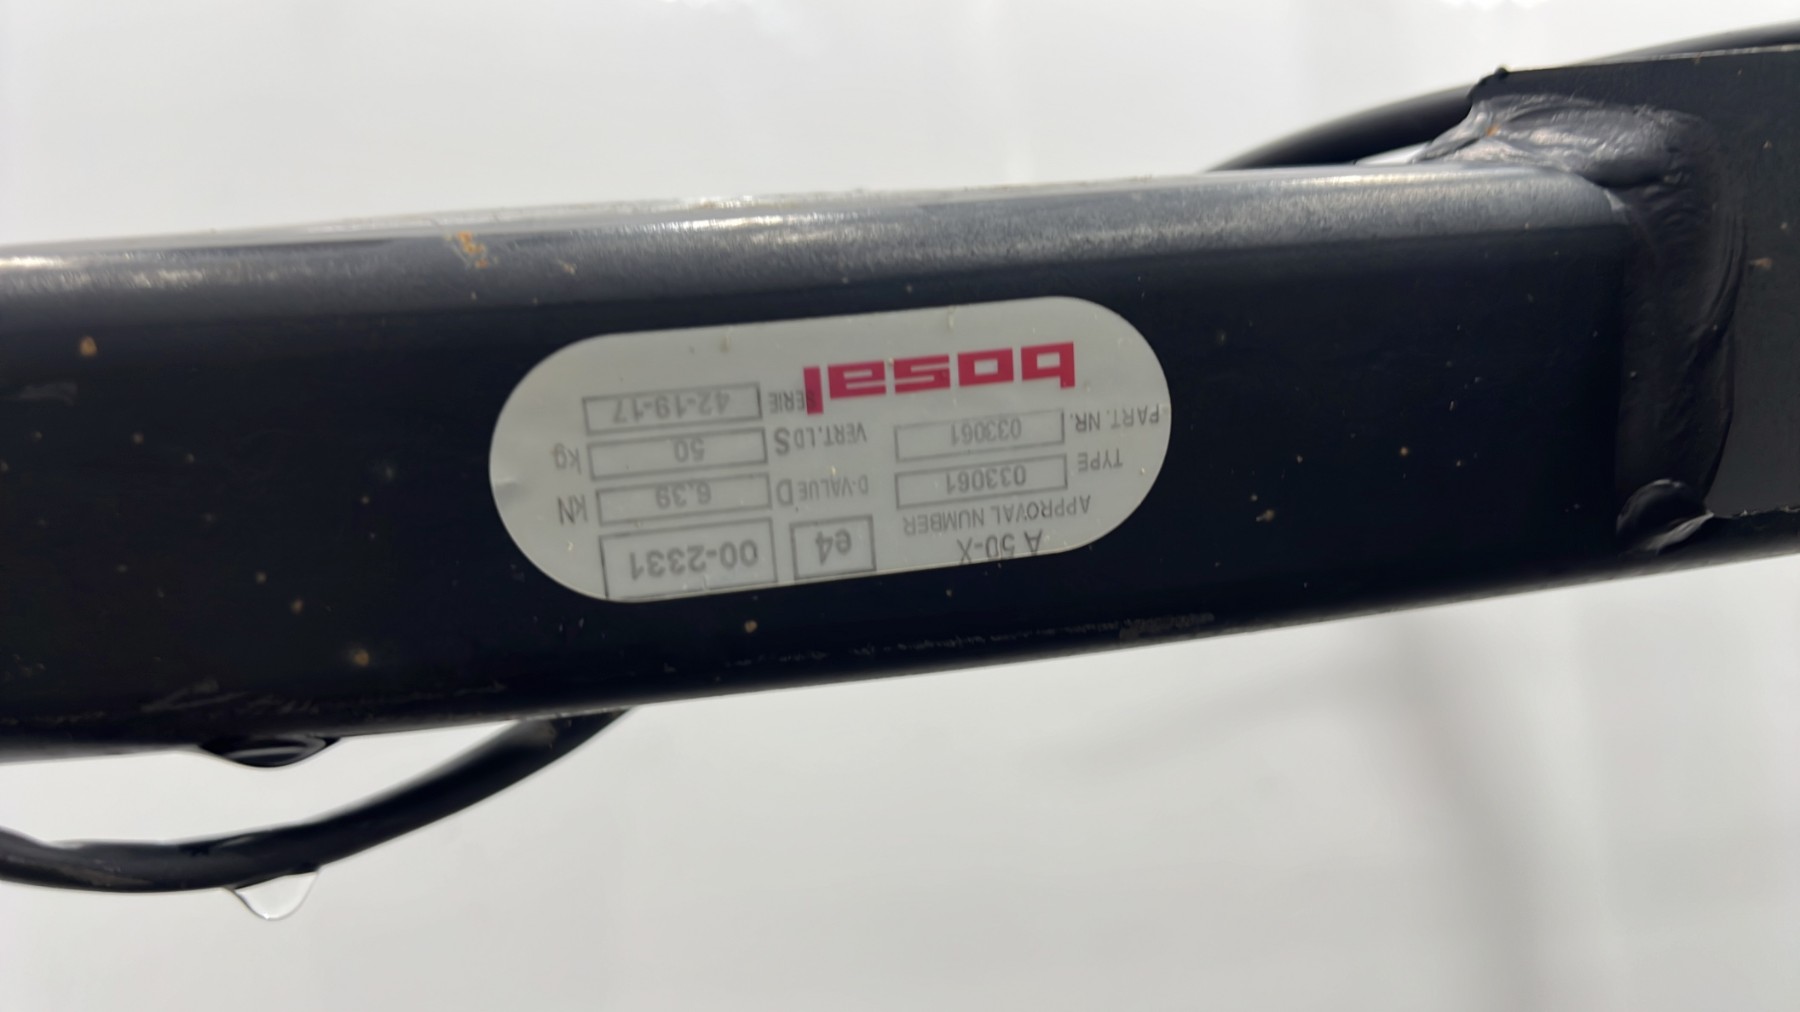 A 50-X e4 00-2331
APPROVAL NUMBER
TYPE 033061 D-VALUE D 6.39 kN
PART. NR. 033061 VERT.LD S 50 kg
bosal SERIE 42-19-17